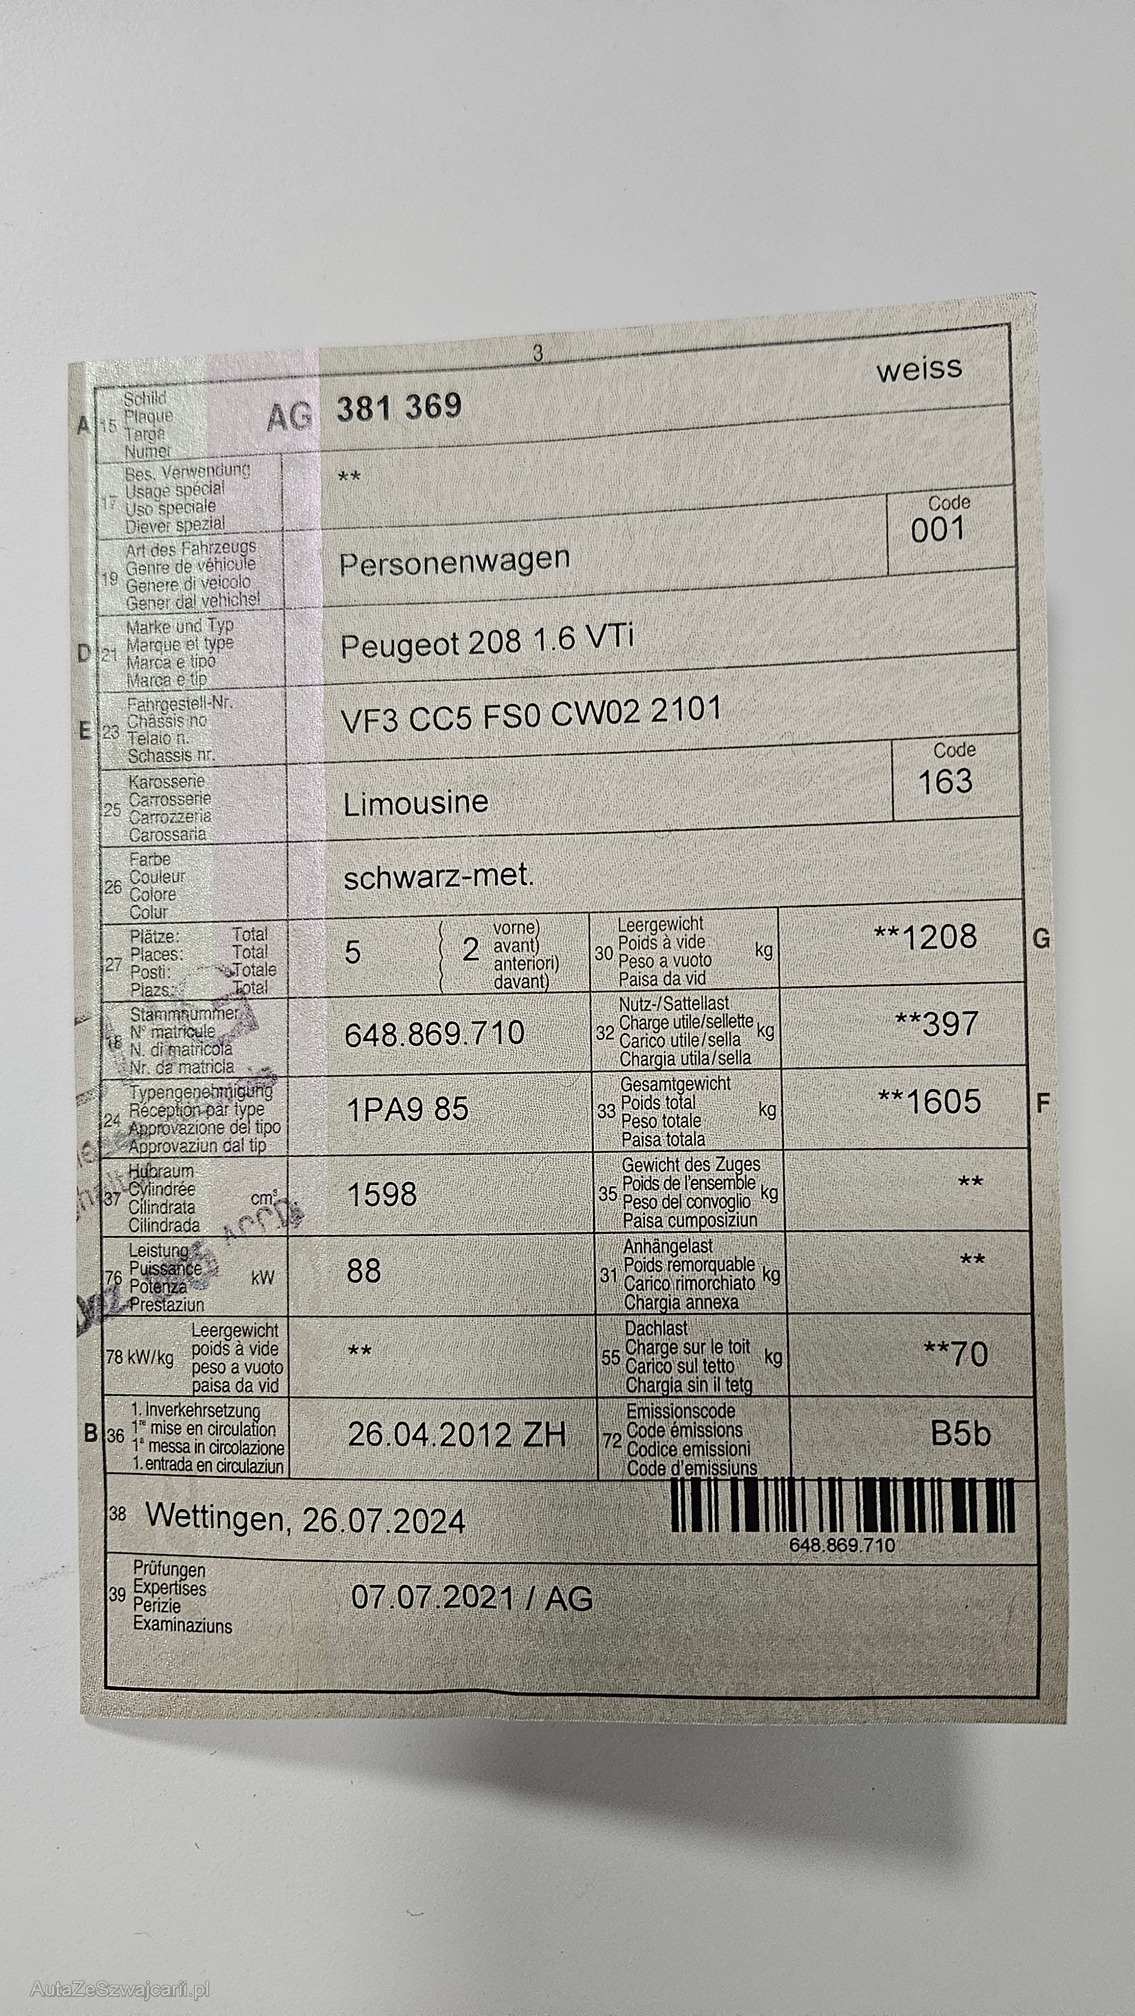 3
A 15 Schild
Plaque
Targa
Numer
AG 381 369 weiss
17 Bes. Verwendung
Usage spécial
Uso speciale
Diever spezial
**
19 Art des Fahrzeugs
Genre de véhicule
Genere di veicolo
Gener dal vehichel
Personenwagen
Code
001
D 21 Marke und Typ
Marque et type
Marca e tipo
Marca e tip
Peugeot 208 1.6 VTi
E 23 Fahrgestell-Nr.
Châssis no
Telaio n.
Schassis nr.
VF3 CC5 FS0 CW02 2101
25 Karosserie
Carrosserie
Carrozzeria
Carossaria
Limousine
Code
163
26 Farbe
Couleur
Colore
Colur
schwarz-met.
27 Plätze: Total
Places: Total
Posti: Totale
Plazs: Total
5 ( 2 vorne)
avant)
anteriori)
davant)
30 Leergewicht
Poids à vide
Peso a vuoto
Paisa da vid
kg
**1208 G
18 Stammnummer
N° matricule
N. di matricola
Nr. da matricla
648.869.710
32 Nutz-/Sattellast
Charge utile/sellette
Carico utile/sella
Chargia utila/sella
kg
**397
24 Typengenehmigung
Réception par type
Approvazione del tipo
Approvaziun dal tip
1PA9 85
33 Gesamtgewicht
Poids total
Peso totale
Paisa totala
kg
**1605 F
37 Hubraum
Cylindrée
Cilindrata
Cilindrada
cm³
1598
35 Gewicht des Zuges
Poids de l'ensemble
Peso del convoglio
Paisa cumposiziun
kg
**
76 Leistung
Puissance
Potenza
Prestaziun
kW
88
31 Anhängelast
Poids remorquable
Carico rimorchiato
Chargia annexa
kg
**
78 kW/kg Leergewicht
poids à vide
peso a vuoto
paisa da vid
**
55 Dachlast
Charge sur le toit
Carico sul tetto
Chargia sin il tetg
kg
**70
B 36 1. Inverkehrsetzung
1re mise en circulation
1a messa in circolazione
1. entrada en circulaziun
26.04.2012 ZH
72 Emissionscode
Code émissions
Codice emissioni
Code d'emissiuns
B5b
38 Wettingen, 26.07.2024
648.869.710
39 Prüfungen
Expertises
Perizie
Examinaziuns
07.07.2021 / AG
AutaZeSzwajcarii.pl